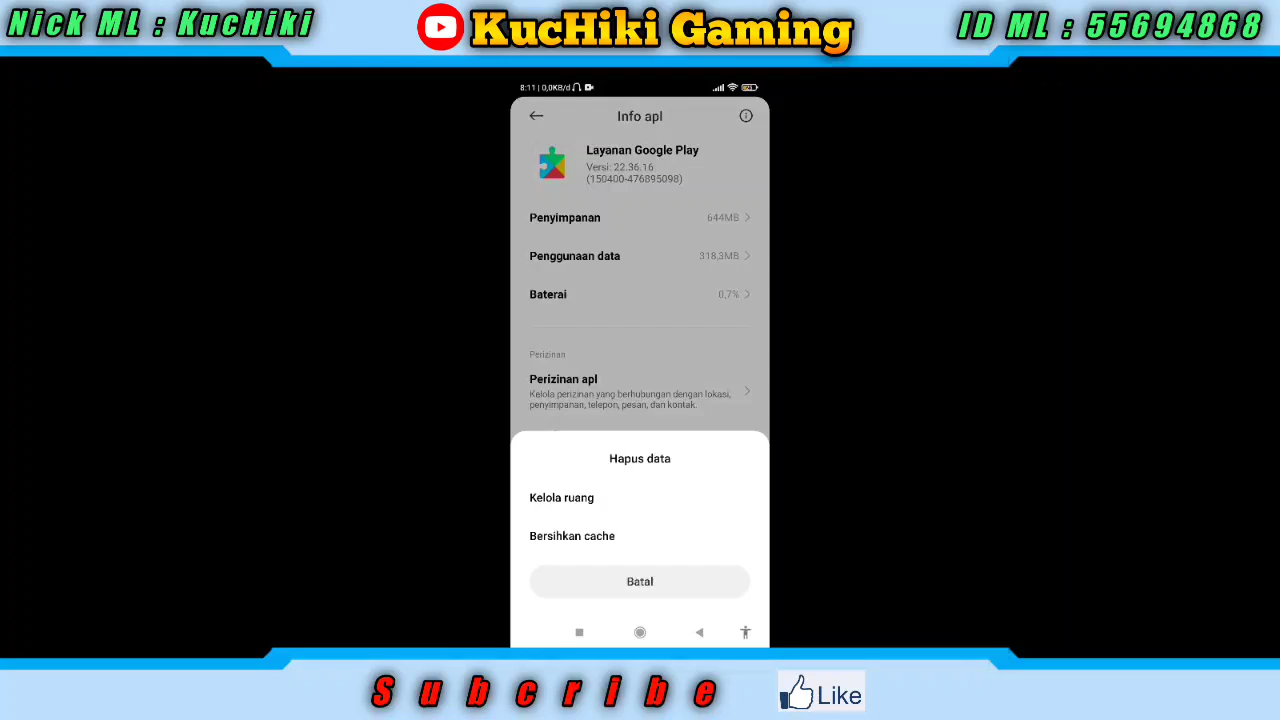 Nick ML : KucHiki
KucHiki Gaming
ID ML : 55694868
8:11 | 0,0KB/d
Info apl
Layanan Google Play
Versi: 22.36.16
(150400-476895098)
Penyimpanan 644MB
Penggunaan data 318,3MB
Baterai 0,7%
Perizinan
Perizinan apl
Kelola perizinan yang berhubungan dengan lokasi,
penyimpanan, telepon, pesan, dan kontak.
Hapus data
Kelola ruang
Bersihkan cache
Batal
Subcribe
Like